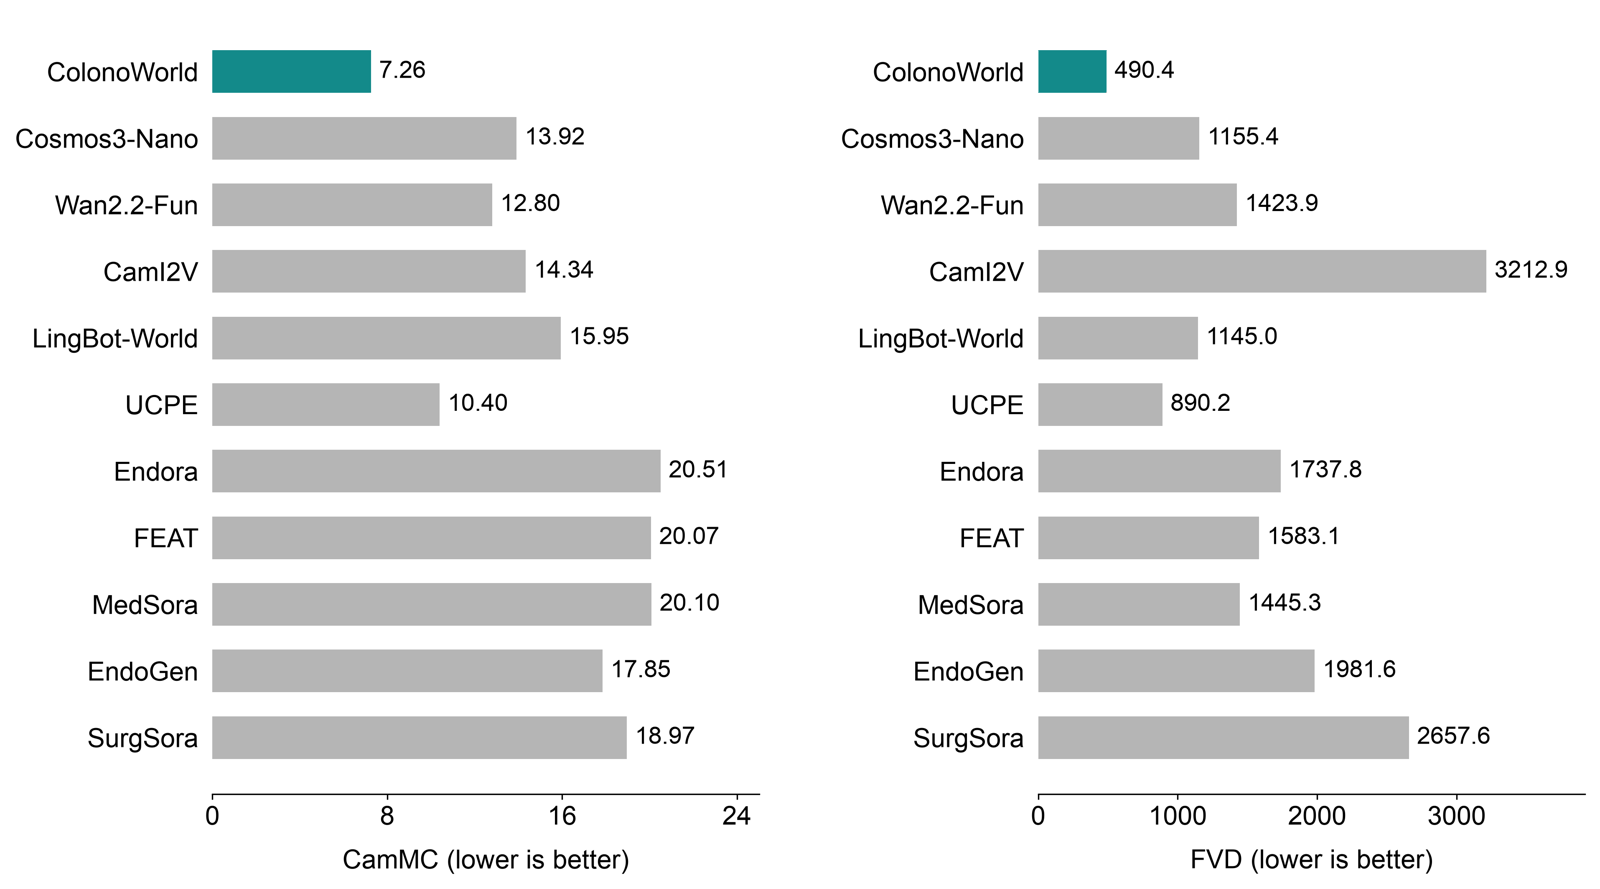 ColonoWorld 7.26
Cosmos3-Nano 13.92
Wan2.2-Fun 12.80
CamI2V 14.34
LingBot-World 15.95
UCPE 10.40
Endora 20.51
FEAT 20.07
MedSora 20.10
EndoGen 17.85
SurgSora 18.97
0 8 16 24
CamMC (lower is better)
ColonoWorld 490.4
Cosmos3-Nano 1155.4
Wan2.2-Fun 1423.9
CamI2V 3212.9
LingBot-World 1145.0
UCPE 890.2
Endora 1737.8
FEAT 1583.1
MedSora 1445.3
EndoGen 1981.6
SurgSora 2657.6
0 1000 2000 3000
FVD (lower is better)